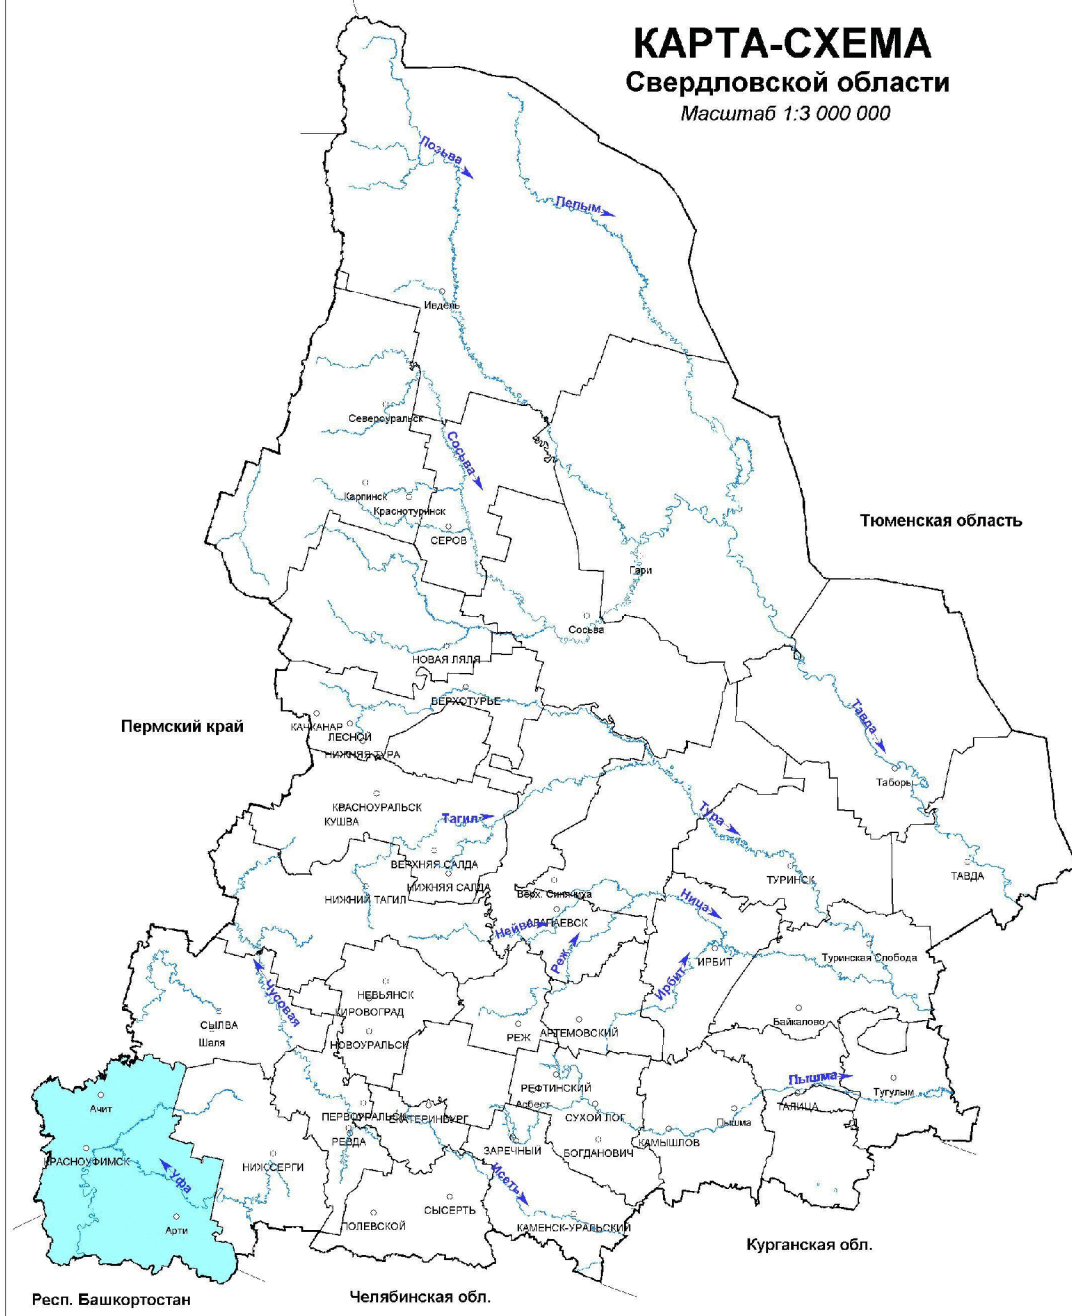 КАРТА-СХЕМА
Свердловской области
Масштаб 1:3 000 000
Лозьва
Пелым
Ивдель
Североуральск
Сосьва
Карпинск
Краснотурьинск
СЕРОВ
Тюменская область
Гари
Сосьва
НОВАЯ ЛЯЛЯ
ВЕРХОТУРЬЕ
Пермский край
КАЧКАНАР
ЛЕСНОЙ
НИЖНЯЯ ТУРА
Тавда
Таборы
КРАСНОУРАЛЬСК
КУШВА
Тагил
Тура
ВЕРХНЯЯ САЛДА
НИЖНЯЯ САЛДА
ТУРИНСК
ТАВДА
НИЖНИЙ ТАГИЛ
Верх. Синячиха
Ница
Нейва
АЛАПАЕВСК
Реж
ИРБИТ
Ирбит
Туринская Слобода
Чусовая
НЕВЬЯНСК
КИРОВОГРАД
СЫЛВА
Шаля
НОВОУРАЛЬСК
РЕЖ
АРТЕМОВСКИЙ
Байкалово
Пышма
Тугулым
ТАЛИЦА
Ачит
РЕФТИНСКИЙ
Асбест
ПЕРВОУРАЛЬСК
ЕКАТЕРИНБУРГ
СУХОЙ ЛОГ
Пышма
РЕВДА
ЗАРЕЧНЫЙ
БОГДАНОВИЧ
КАМЫШЛОВ
КРАСНОУФИМСК
НИЖ.СЕРГИ
Уфа
Исеть
Арти
ПОЛЕВСКОЙ
СЫСЕРТЬ
КАМЕНСК-УРАЛЬСКИЙ
Курганская обл.
Респ. Башкортостан
Челябинская обл.